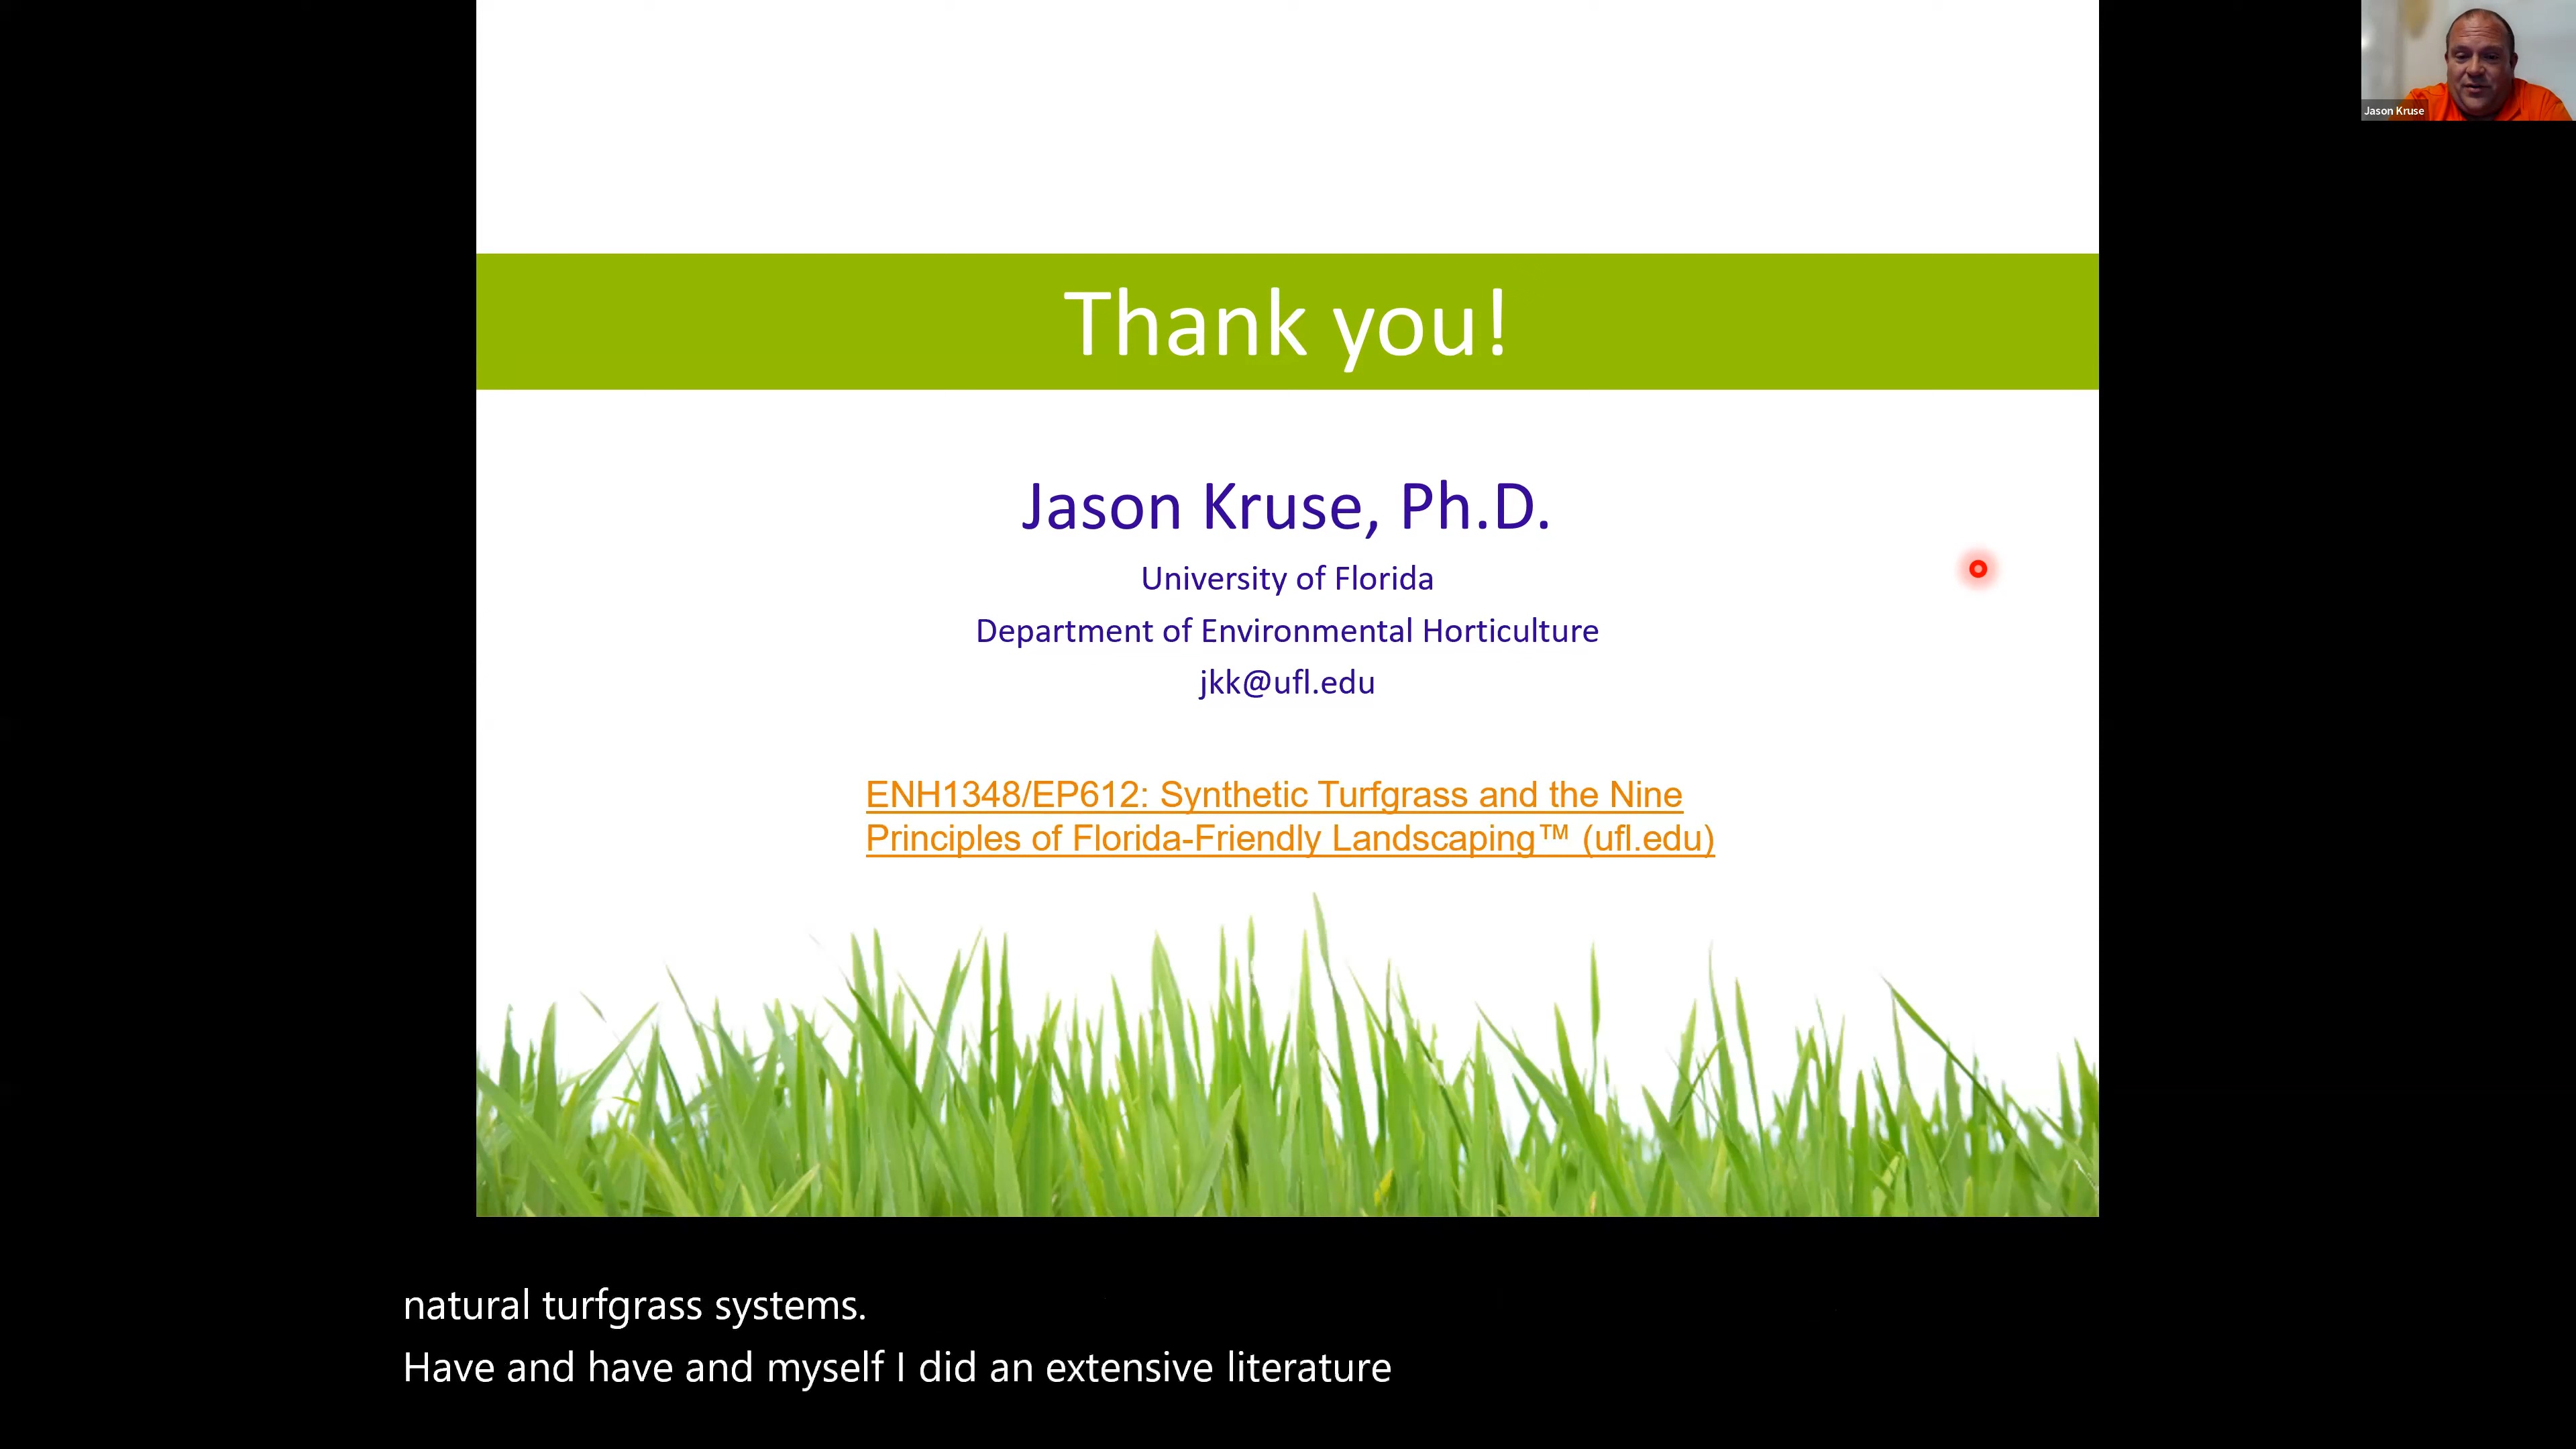 Jason Kruse
Thank you!
Jason Kruse, Ph.D.
University of Florida
Department of Environmental Horticulture
jkk@ufl.edu
ENH1348/EP612: Synthetic Turfgrass and the Nine
Principles of Florida-Friendly Landscaping™ (ufl.edu)
natural turfgrass systems.
Have and have and myself I did an extensive literature